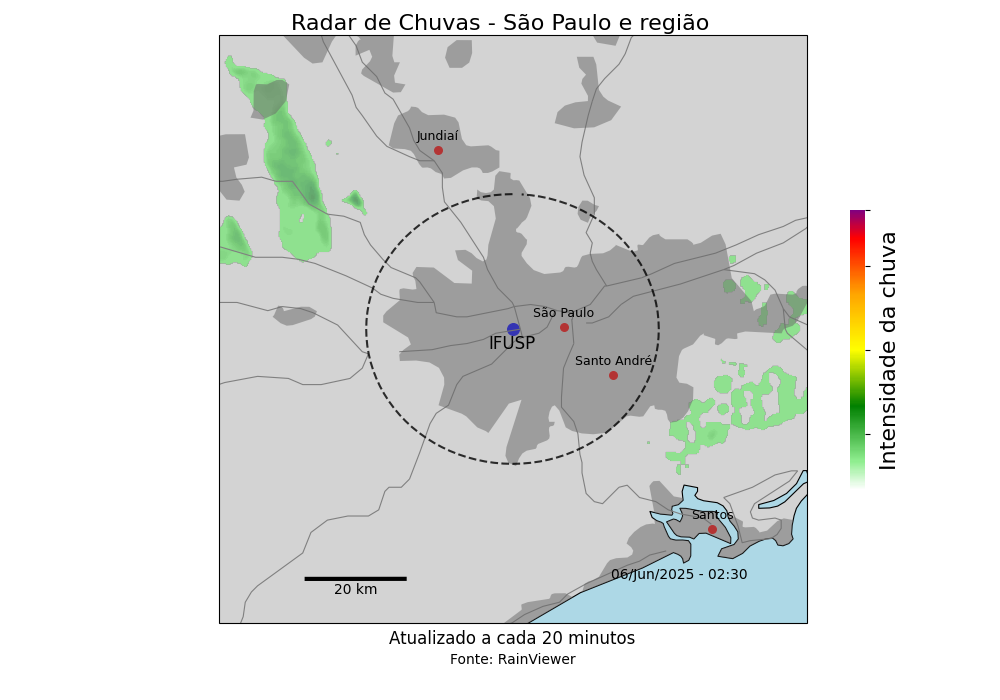 Radar de Chuvas - São Paulo e região
Jundiaí
São Paulo
IFUSP
Santo André
Intensidade da chuva
Santos
06/Jun/2025 - 02:30
20 km
Atualizado a cada 20 minutos
Fonte: RainViewer